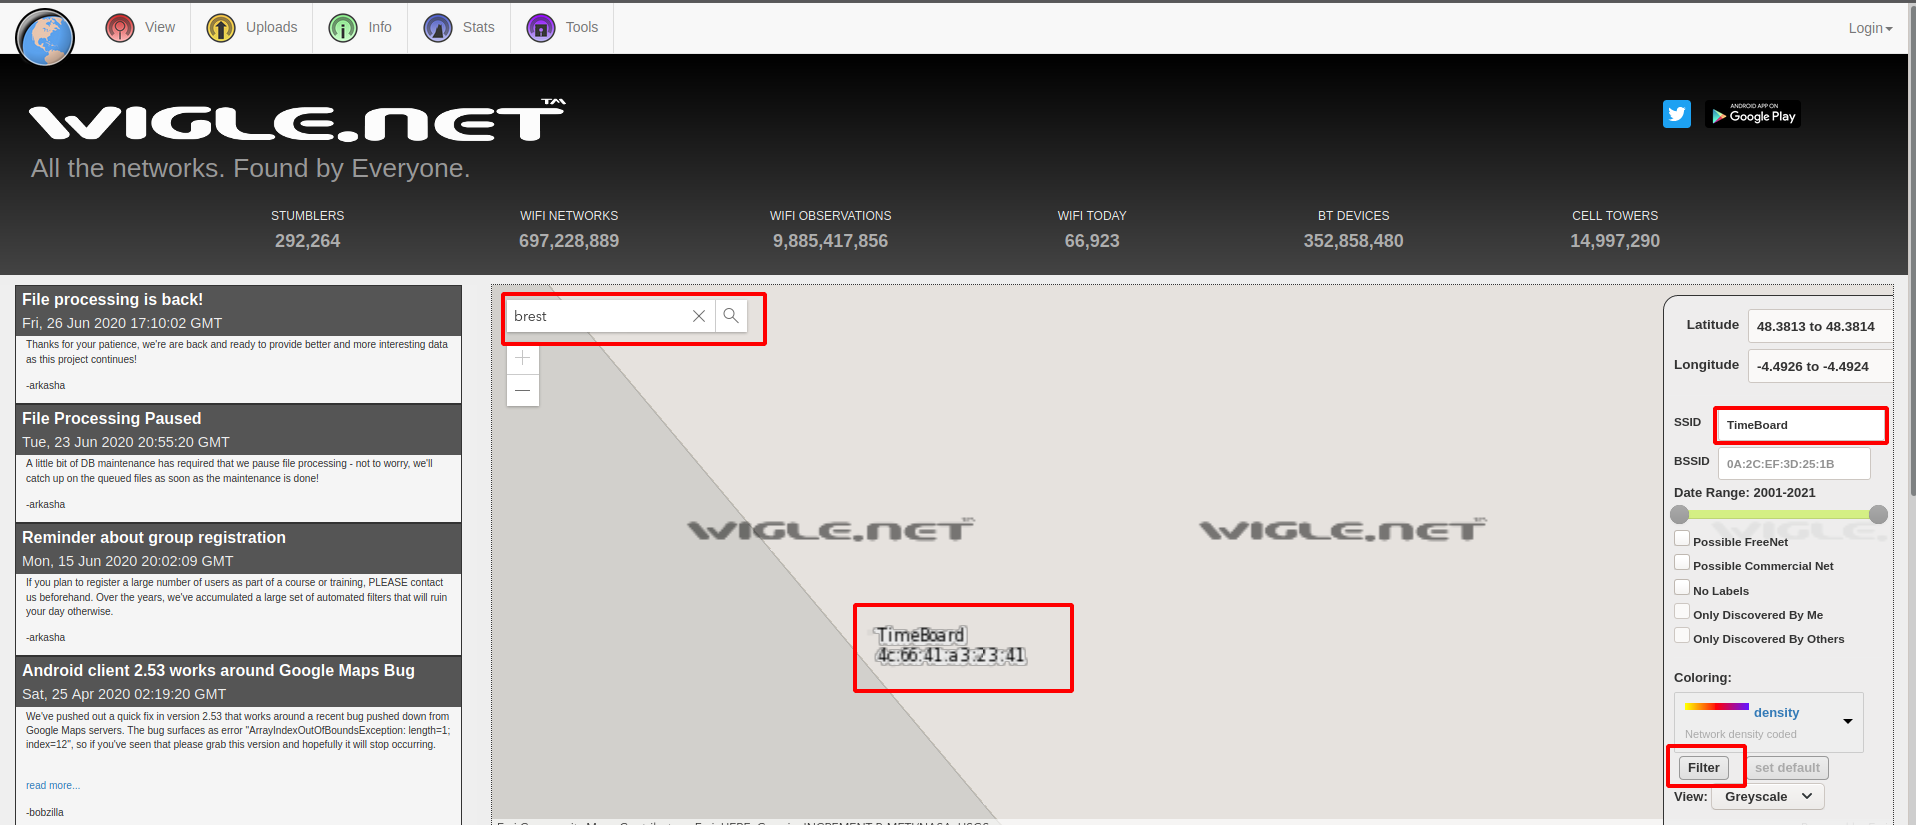 View
Uploads
Info
Stats
Tools
Login
WIGLE.NET™
All the networks. Found by Everyone.
ANDROID APP ON
Google Play
STUMBLERS
292,264
WIFI NETWORKS
697,228,889
WIFI OBSERVATIONS
9,885,417,856
WIFI TODAY
66,923
BT DEVICES
352,858,480
CELL TOWERS
14,997,290
File processing is back!
Fri, 26 Jun 2020 17:10:02 GMT
Thanks for your patience, we're are back and ready to provide better and more interesting data
as this project continues!
-arkasha
File Processing Paused
Tue, 23 Jun 2020 20:55:20 GMT
A little bit of DB maintenance has required that we pause file processing - not to worry, we'll
catch up on the queued files as soon as the maintenance is done!
-arkasha
Reminder about group registration
Mon, 15 Jun 2020 20:02:09 GMT
If you plan to register a large number of users as part of a course or training, PLEASE contact
us beforehand. Over the years, we've accumulated a large set of automated filters that will ruin
your day otherwise.
-arkasha
Android client 2.53 works around Google Maps Bug
Sat, 25 Apr 2020 02:19:20 GMT
We've pushed out a quick fix in version 2.53 that works around a recent bug pushed down from
Google Maps servers. The bug surfaces as error "ArrayIndexOutOfBoundsException: length=1;
index=12", so if you've seen that please grab this version and hopefully it will stop occurring.
read more...
-bobzilla
brest
WIGLE.NET™
WIGLE.NET™
TimeBoard
4c:66:41:a3:23:41
Latitude
48.3813 to 48.3814
Longitude
-4.4926 to -4.4924
SSID
TimeBoard
BSSID
0A:2C:EF:3D:25:1B
Date Range: 2001-2021
WIGLE.NE
Possible FreeNet
Possible Commercial Net
No Labels
Only Discovered By Me
Only Discovered By Others
Coloring:
density
Network density coded
Filter
set default
View:
Greyscale